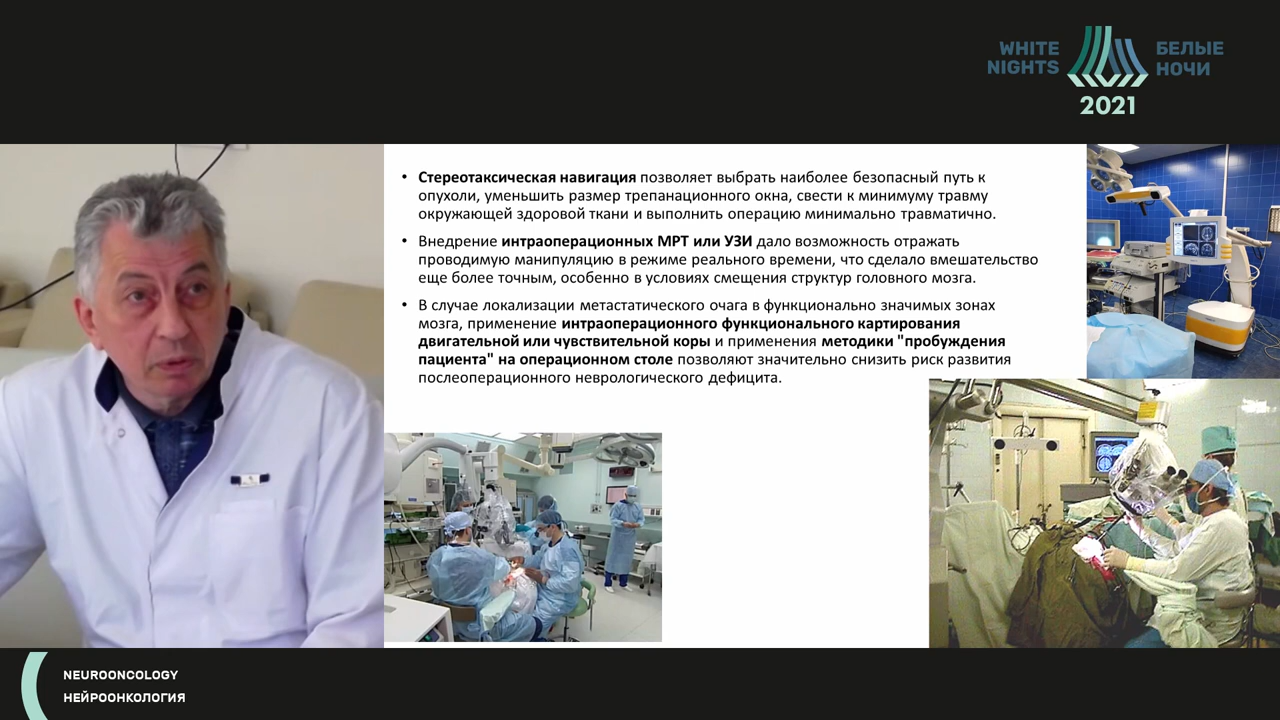 WHITE
NIGHTS
БЕЛЫЕ
НОЧИ
2021
• Стереотаксическая навигация позволяет выбрать наиболее безопасный путь к
опухоли, уменьшить размер трепанационного окна, свести к минимуму травму
окружающей здоровой ткани и выполнить операцию минимально травматично.
• Внедрение интраоперационных МРТ или УЗИ дало возможность отражать
проводимую манипуляцию в режиме реального времени, что сделало вмешательство
еще более точным, особенно в условиях смещения структур головного мозга.
• В случае локализации метастатического очага в функционально значимых зонах
мозга, применение интраоперационного функционального картирования
двигательной или чувствительной коры и применения методики "пробуждения
пациента" на операционном столе позволяют значительно снизить риск развития
послеоперационного неврологического дефицита.
NEUROONCOLOGY
НЕЙРООНКОЛОГИЯ